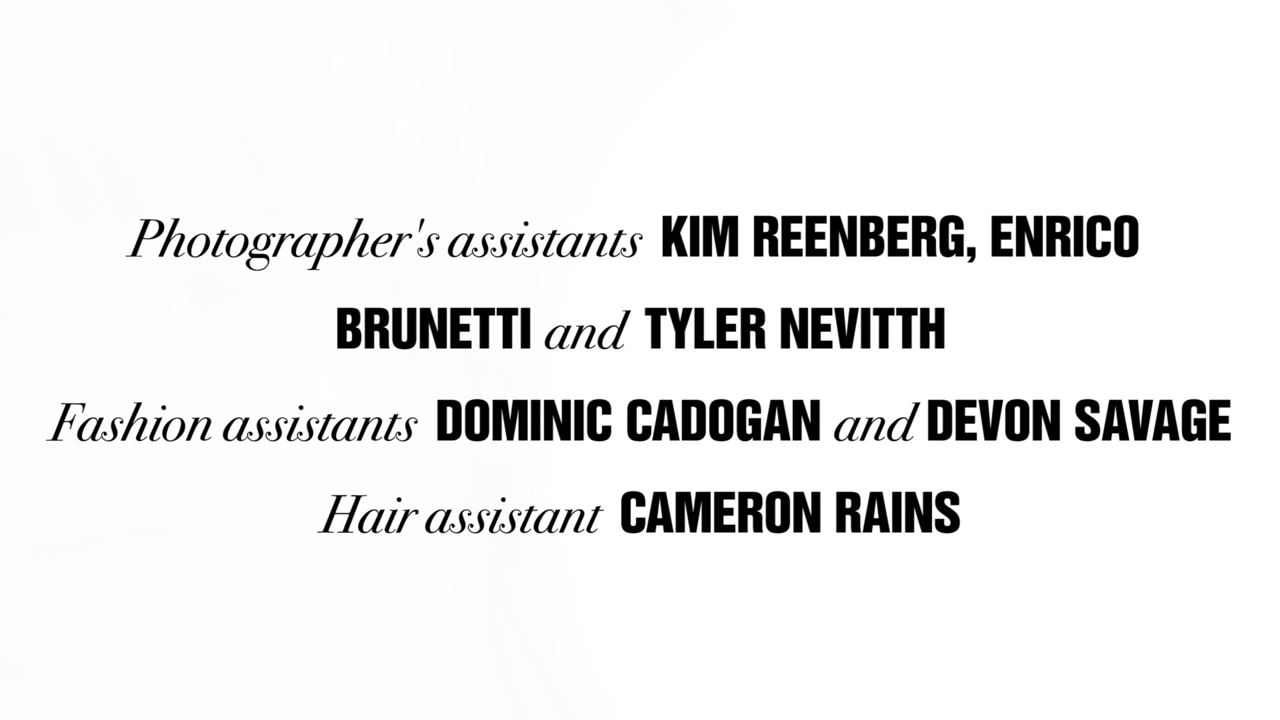 Photographer's assistants KIM REENBERG, ENRICO
BRUNETTI and TYLER NEVITTH
Fashion assistants DOMINIC CADOGAN and DEVON SAVAGE
Hair assistant CAMERON RAINS